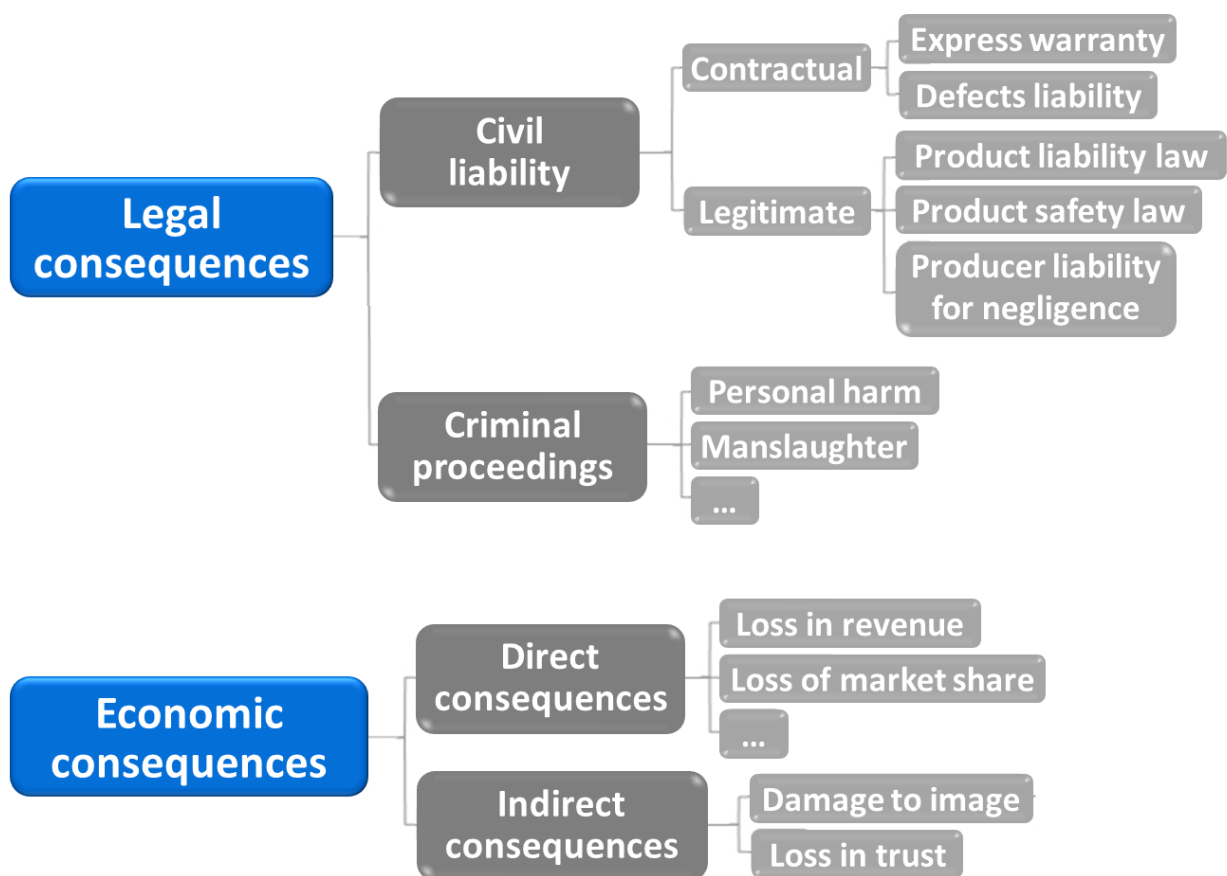 Legal
consequences
Civil
liability
Contractual
Express warranty
Defects liability
Legitimate
Product liability law
Product safety law
Producer liability
for negligence
Criminal
proceedings
Personal harm
Manslaughter
...
Economic
consequences
Direct
consequences
Loss in revenue
Loss of market share
...
Indirect
consequences
Damage to image
Loss in trust